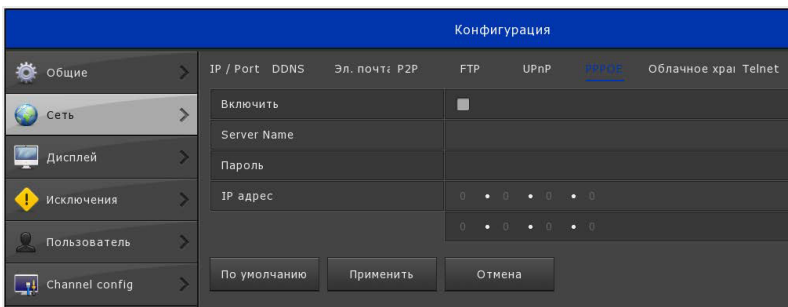 Конфигурация
Общие
Сеть
Дисплей
Исключения
Пользователь
Channel config
IP / Port DDNS Эл. почта P2P FTP UPnP PPPOE Облачное хра Telnet
Включить
Server Name
Пароль
IP адрес 0 • 0 • 0 • 0
0 • 0 • 0 • 0
По умолчанию Применить Отмена